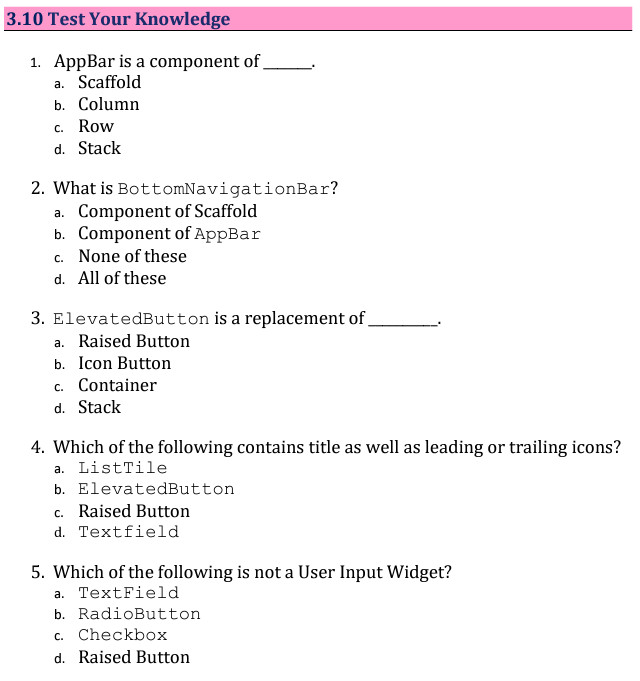 3.10 Test Your Knowledge
1. AppBar is a component of ______.
a. Scaffold
b. Column
c. Row
d. Stack
2. What is BottomNavigationBar?
a. Component of Scaffold
b. Component of AppBar
c. None of these
d. All of these
3. ElevatedButton is a replacement of ________.
a. Raised Button
b. Icon Button
c. Container
d. Stack
4. Which of the following contains title as well as leading or trailing icons?
a. ListTile
b. ElevatedButton
c. Raised Button
d. Textfield
5. Which of the following is not a User Input Widget?
a. TextField
b. RadioButton
c. Checkbox
d. Raised Button